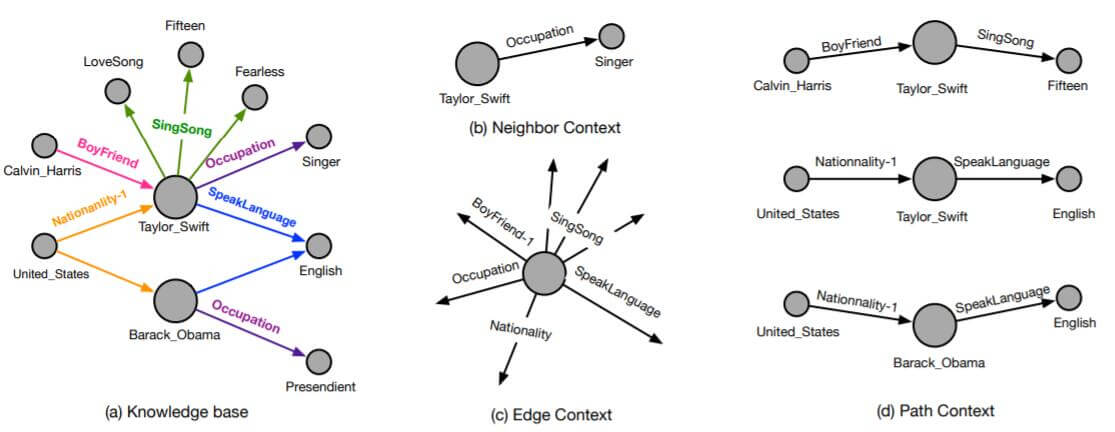 Fifteen
LoveSong
Fearless
SingSong
BoyFriend
Occupation
Calvin_Harris
Singer
Nationanlity-1
SpeakLanguage
Taylor_Swift
United_States
English
Occupation
Barack_Obama
Presendient
(a) Knowledge base
Occupation
Singer
Taylor_Swift
(b) Neighbor Context
BoyFriend-1
SingSong
Occupation
SpeakLanguage
Nationality
(c) Edge Context
BoyFriend
SingSong
Calvin_Harris
Taylor_Swift
Fifteen
Nationnality-1
SpeakLanguage
United_States
Taylor_Swift
English
Nationnality-1
SpeakLanguage
United_States
English
Barack_Obama
(d) Path Context